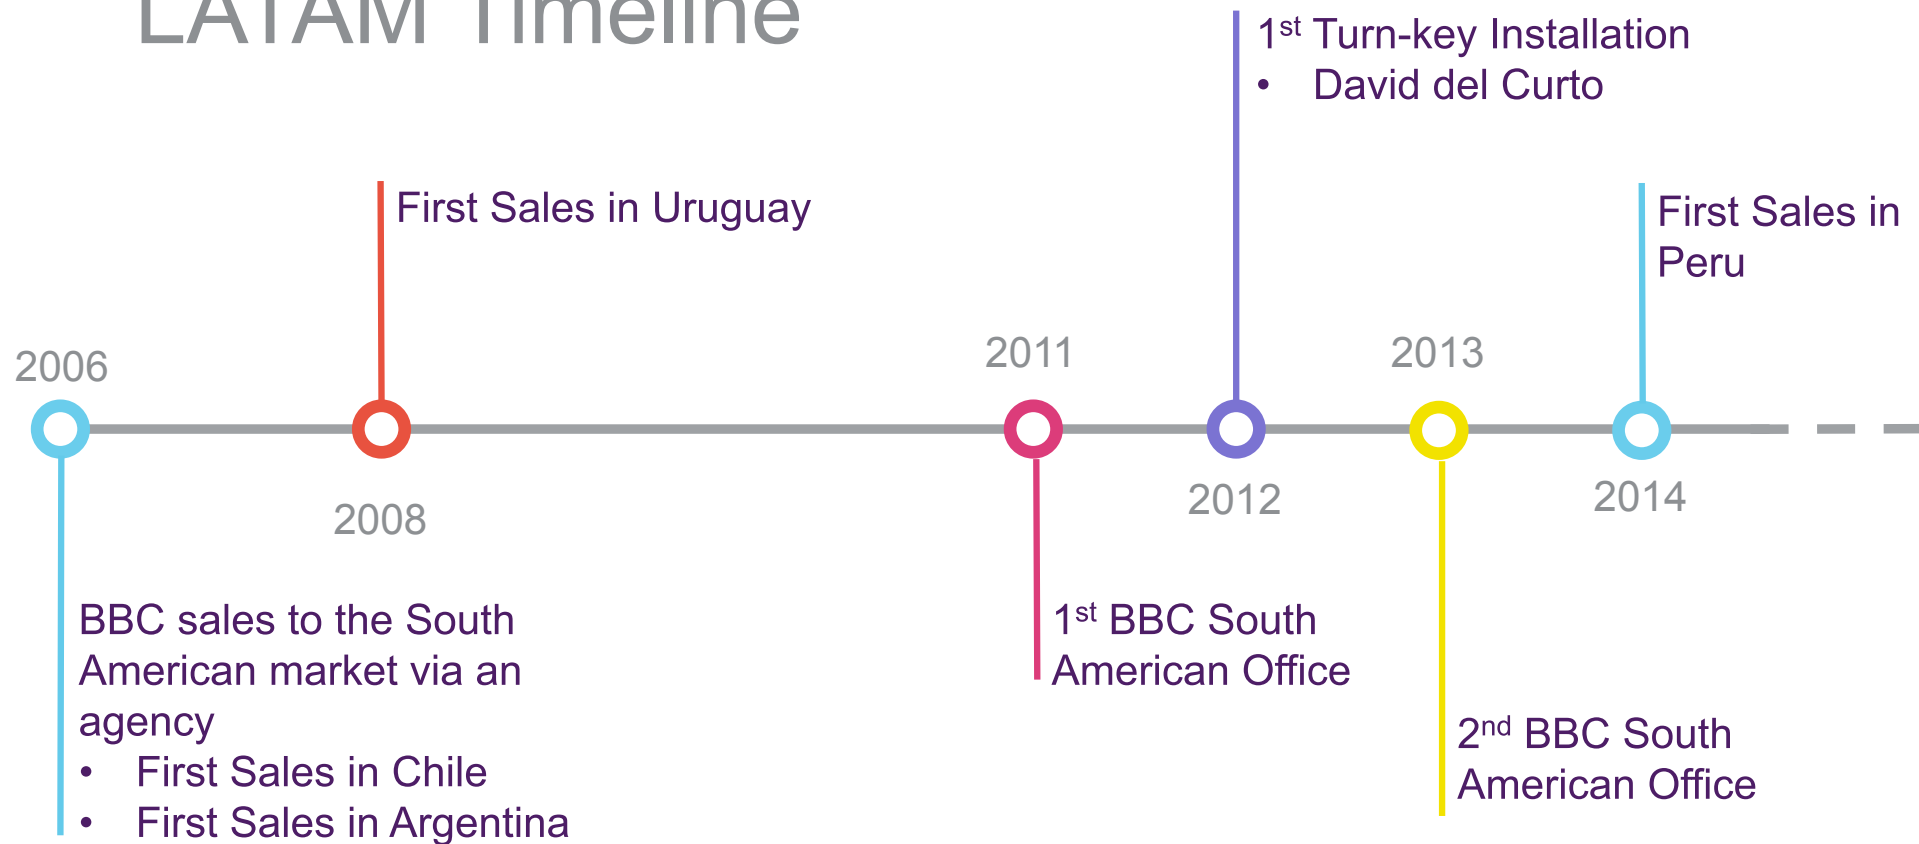 LATAM Timeline
1st Turn-key Installation
• David del Curto
First Sales in Uruguay
First Sales in
Peru
2006
2011
2013
2008
2012
2014
BBC sales to the South
American market via an
agency
• First Sales in Chile
• First Sales in Argentina
1st BBC South
American Office
2nd BBC South
American Office